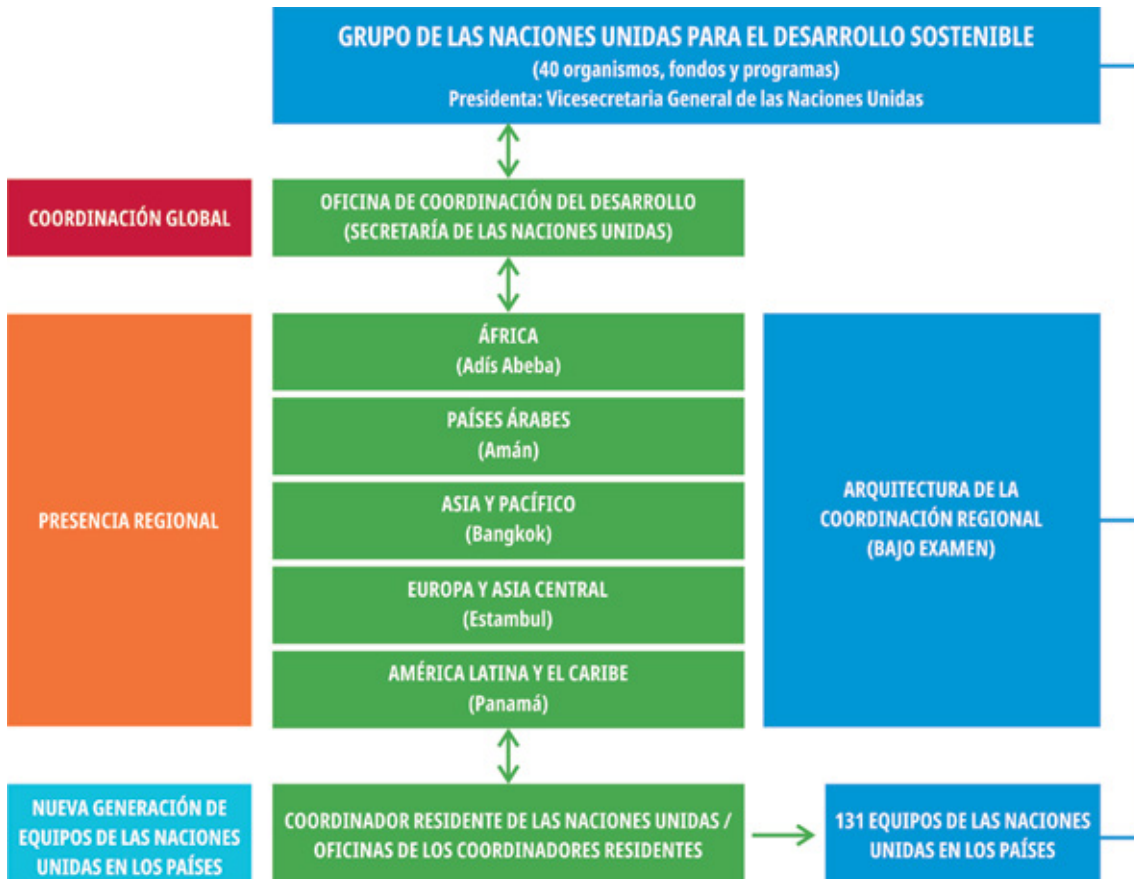 GRUPO DE LAS NACIONES UNIDAS PARA EL DESARROLLO SOSTENIBLE
(40 organismos, fondos y programas)
Presidenta: Vicesecretaria General de las Naciones Unidas
COORDINACIÓN GLOBAL
OFICINA DE COORDINACIÓN DEL DESARROLLO
(SECRETARÍA DE LAS NACIONES UNIDAS)
PRESENCIA REGIONAL
ÁFRICA
(Adís Abeba)
PAÍSES ÁRABES
(Amán)
ASIA Y PACÍFICO
(Bangkok)
EUROPA Y ASIA CENTRAL
(Estambul)
AMÉRICA LATINA Y EL CARIBE
(Panamá)
ARQUITECTURA DE LA
COORDINACIÓN REGIONAL
(BAJO EXAMEN)
NUEVA GENERACIÓN DE
EQUIPOS DE LAS NACIONES
UNIDAS EN LOS PAÍSES
COORDINADOR RESIDENTE DE LAS NACIONES UNIDAS /
OFICINAS DE LOS COORDINADORES RESIDENTES
131 EQUIPOS DE LAS NACIONES
UNIDAS EN LOS PAÍSES